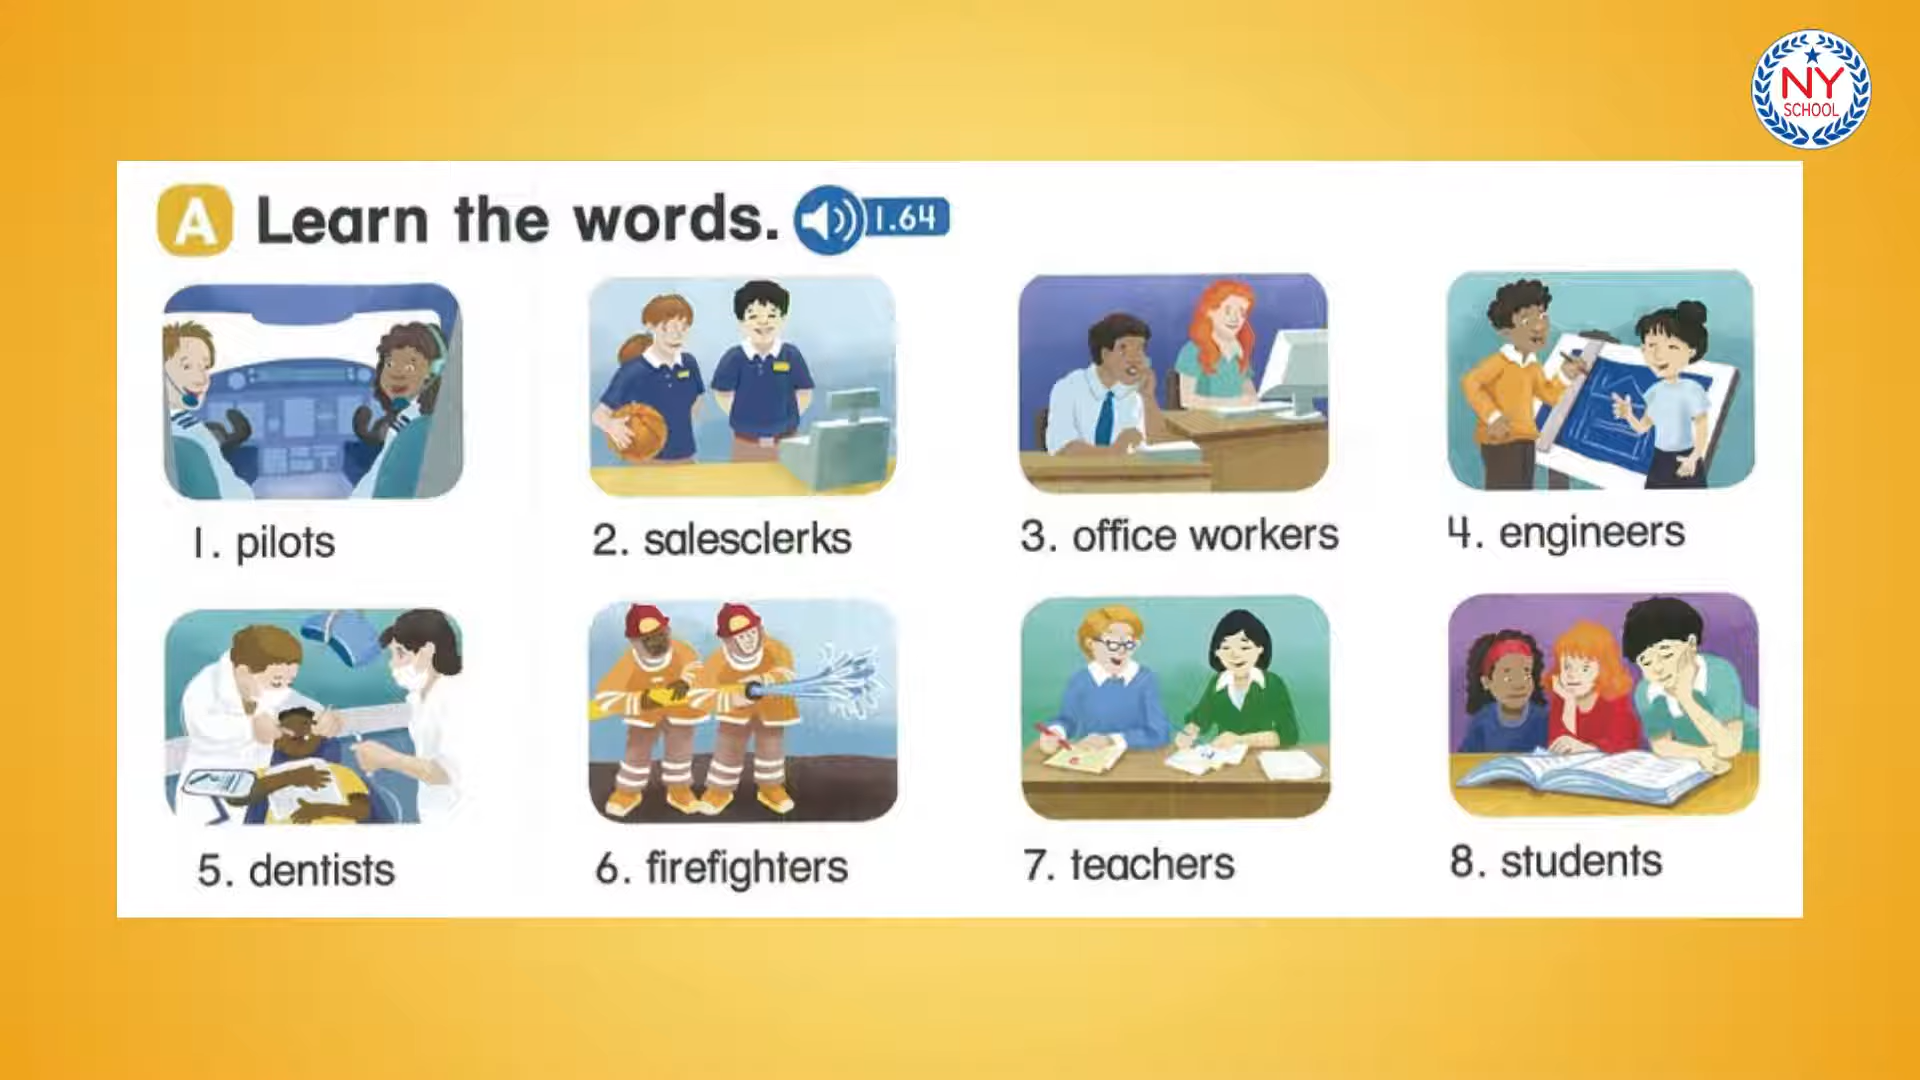 NY
SCHOOL
A Learn the words. 1.64
1. pilots
2. salesclerks
3. office workers
4. engineers
5. dentists
6. firefighters
7. teachers
8. students